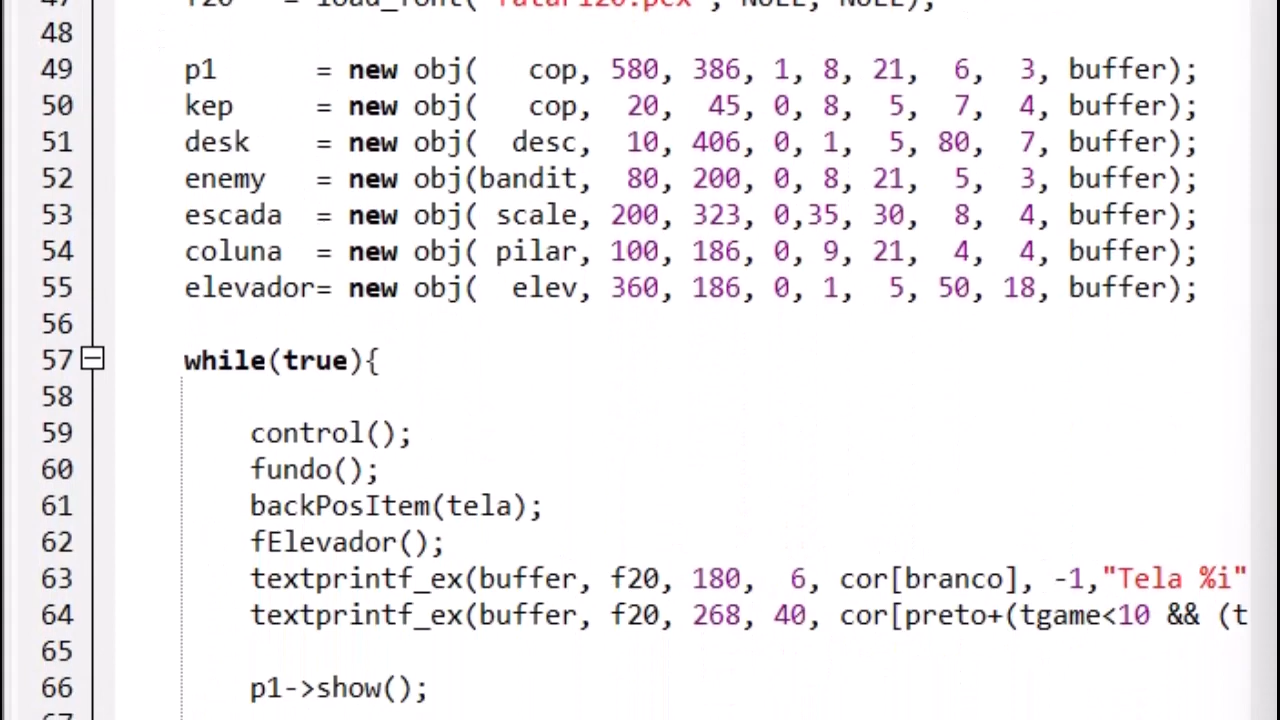 47 f20 = load_font( NULL, NULL);
48
49 p1 = new obj( cop, 580, 386, 1, 8, 21, 6, 3, buffer);
50 kep = new obj( cop, 20, 45, 0, 8, 5, 7, 4, buffer);
51 desk = new obj( desc, 10, 406, 0, 1, 5, 80, 7, buffer);
52 enemy = new obj(bandit, 80, 200, 0, 8, 21, 5, 3, buffer);
53 escada = new obj( scale, 200, 323, 0,35, 30, 8, 4, buffer);
54 coluna = new obj( pilar, 100, 186, 0, 9, 21, 4, 4, buffer);
55 elevador= new obj( elev, 360, 186, 0, 1, 5, 50, 18, buffer);
56
57 while(true){
58
59 control();
60 fundo();
61 backPosItem(tela);
62 fElevador();
63 textprintf_ex(buffer, f20, 180, 6, cor[branco], -1,"Tela %i"
64 textprintf_ex(buffer, f20, 268, 40, cor[preto+(tgame<10 && (t
65
66 p1->show();
67